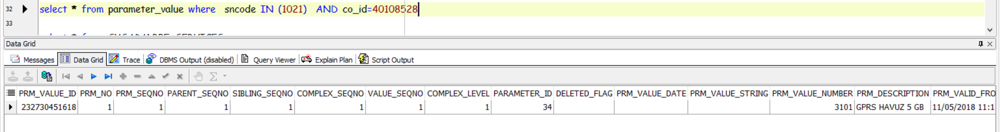 32 select * from parameter_value where sncode IN (1021) AND co_id=40108528
33
Data Grid
Messages Data Grid Trace DBMS Output (disabled) Query Viewer Explain Plan Script Output
PRM_VALUE_ID PRM_NO PRM_SEQNO PARENT_SEQNO SIBLING_SEQNO COMPLEX_SEQNO VALUE_SEQNO COMPLEX_LEVEL PARAMETER_ID DELETED_FLAG PRM_VALUE_DATE PRM_VALUE_STRING PRM_VALUE_NUMBER PRM_DESCRIPTION PRM_VALID_FRO
232730451618 1 1 1 1 1 1 1 34 3101 GPRS HAVUZ 5 GB 11/05/2018 11:1